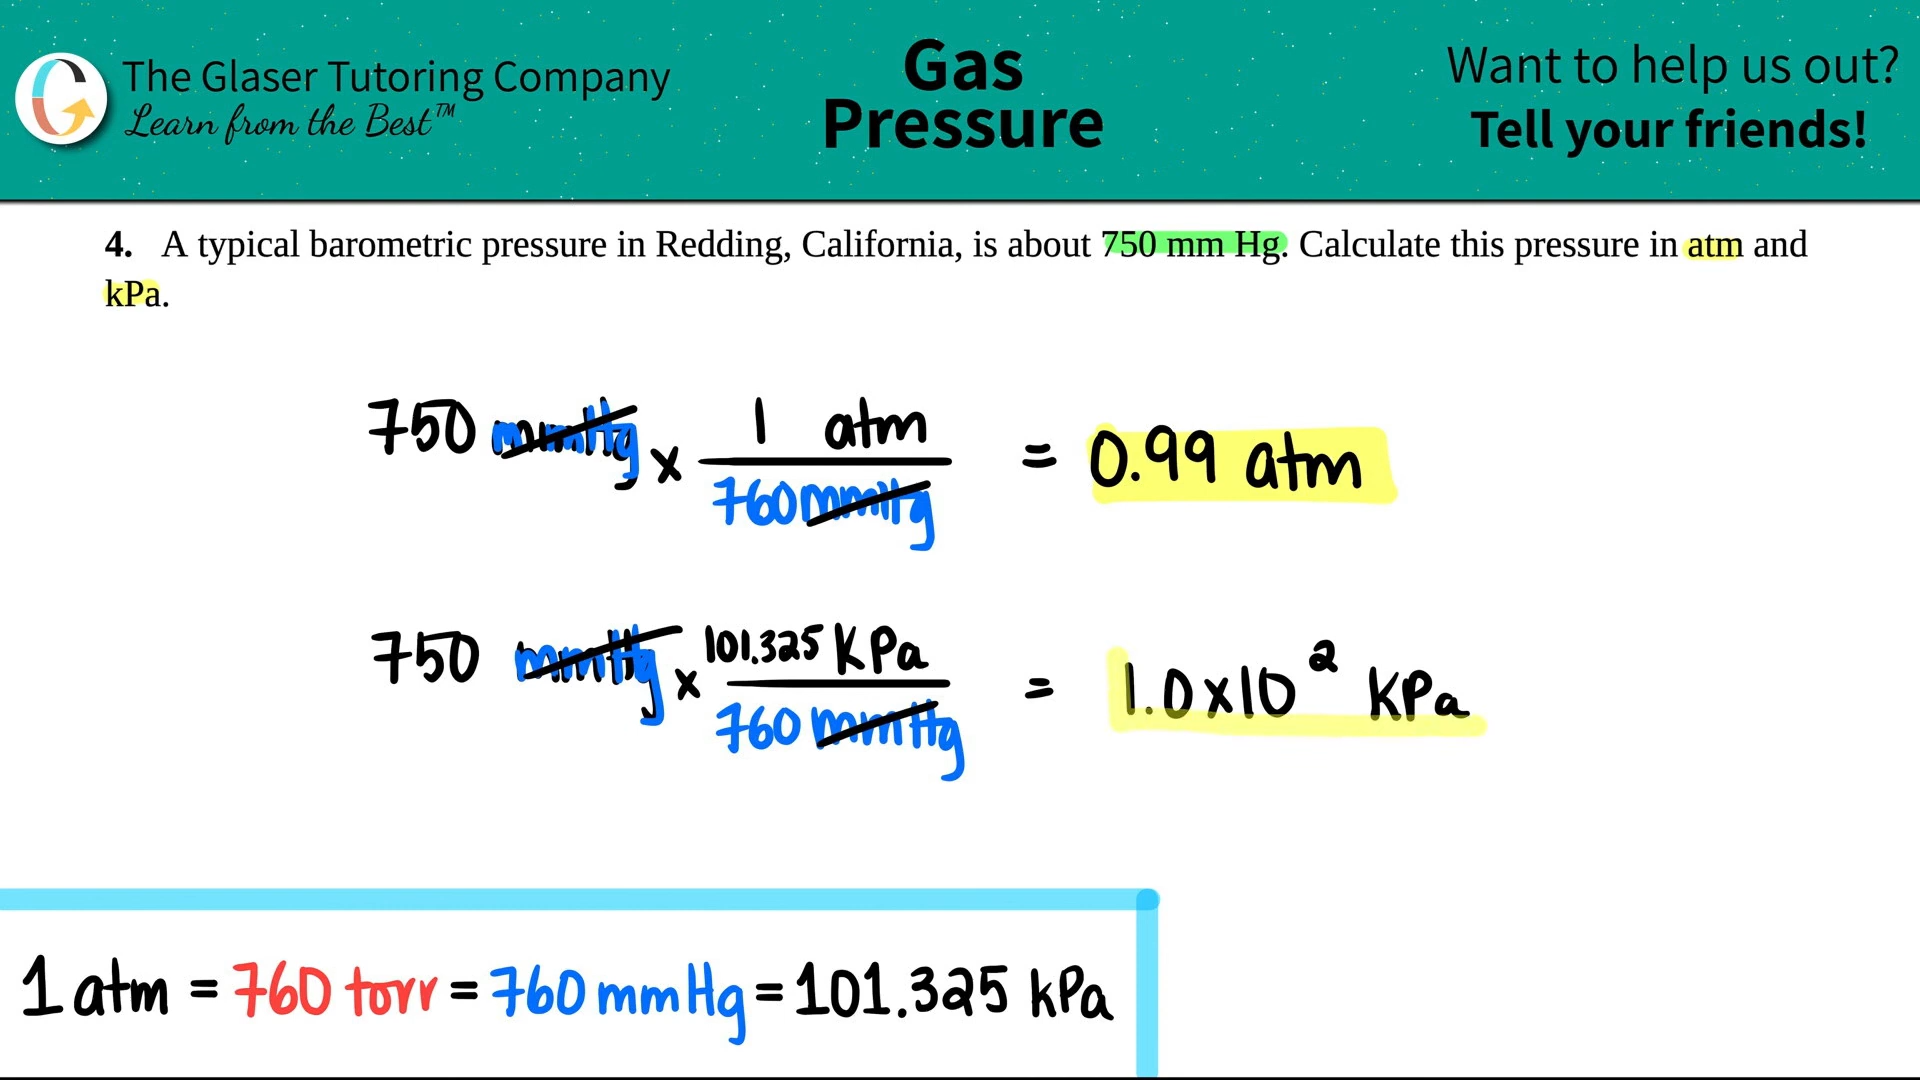 The Glaser Tutoring Company
Learn from the Best™
Gas
Pressure
Want to help us out?
Tell your friends!
4. A typical barometric pressure in Redding, California, is about 750 mm Hg. Calculate this pressure in atm and
kPa.
750 mmHg x 1 atm / 760 mmHg = 0.99 atm
750 mmHg x 101.325 kPa / 760 mmHg = 1.0x10² kPa
1 atm = 760 torr = 760 mmHg = 101.325 kPa